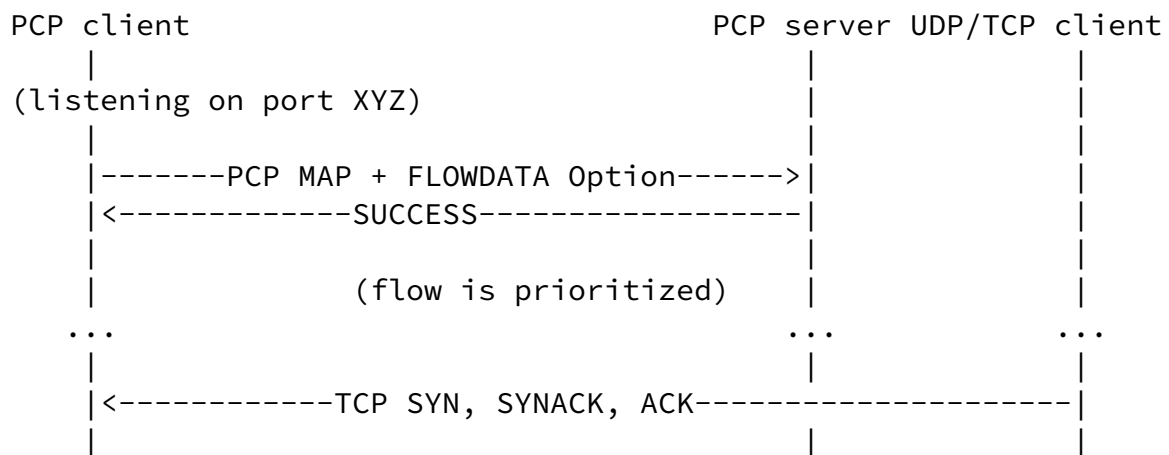 PCP client PCP server UDP/TCP client
(listening on port XYZ)
PCP MAP + FLOWDATA Option
SUCCESS
(flow is prioritized)
... ... ...
TCP SYN, SYNACK, ACK